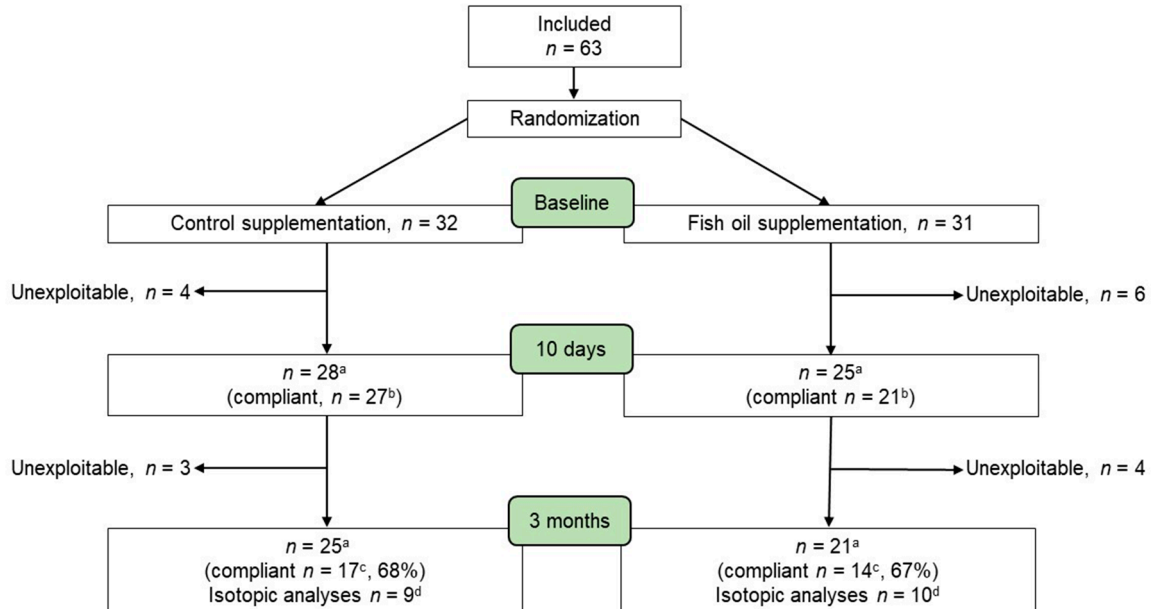 Included
n = 63
Randomization
Baseline
Control supplementation, n = 32
Fish oil supplementation, n = 31
Unexploitable, n = 4
Unexploitable, n = 6
10 days
n = 28ᵃ
(compliant, n = 27ᵇ)
n = 25ᵃ
(compliant n = 21ᵇ)
Unexploitable, n = 3
Unexploitable, n = 4
3 months
n = 25ᵃ
(compliant n = 17ᶜ, 68%)
Isotopic analyses n = 9ᵈ
n = 21ᵃ
(compliant n = 14ᶜ, 67%)
Isotopic analyses n = 10ᵈ